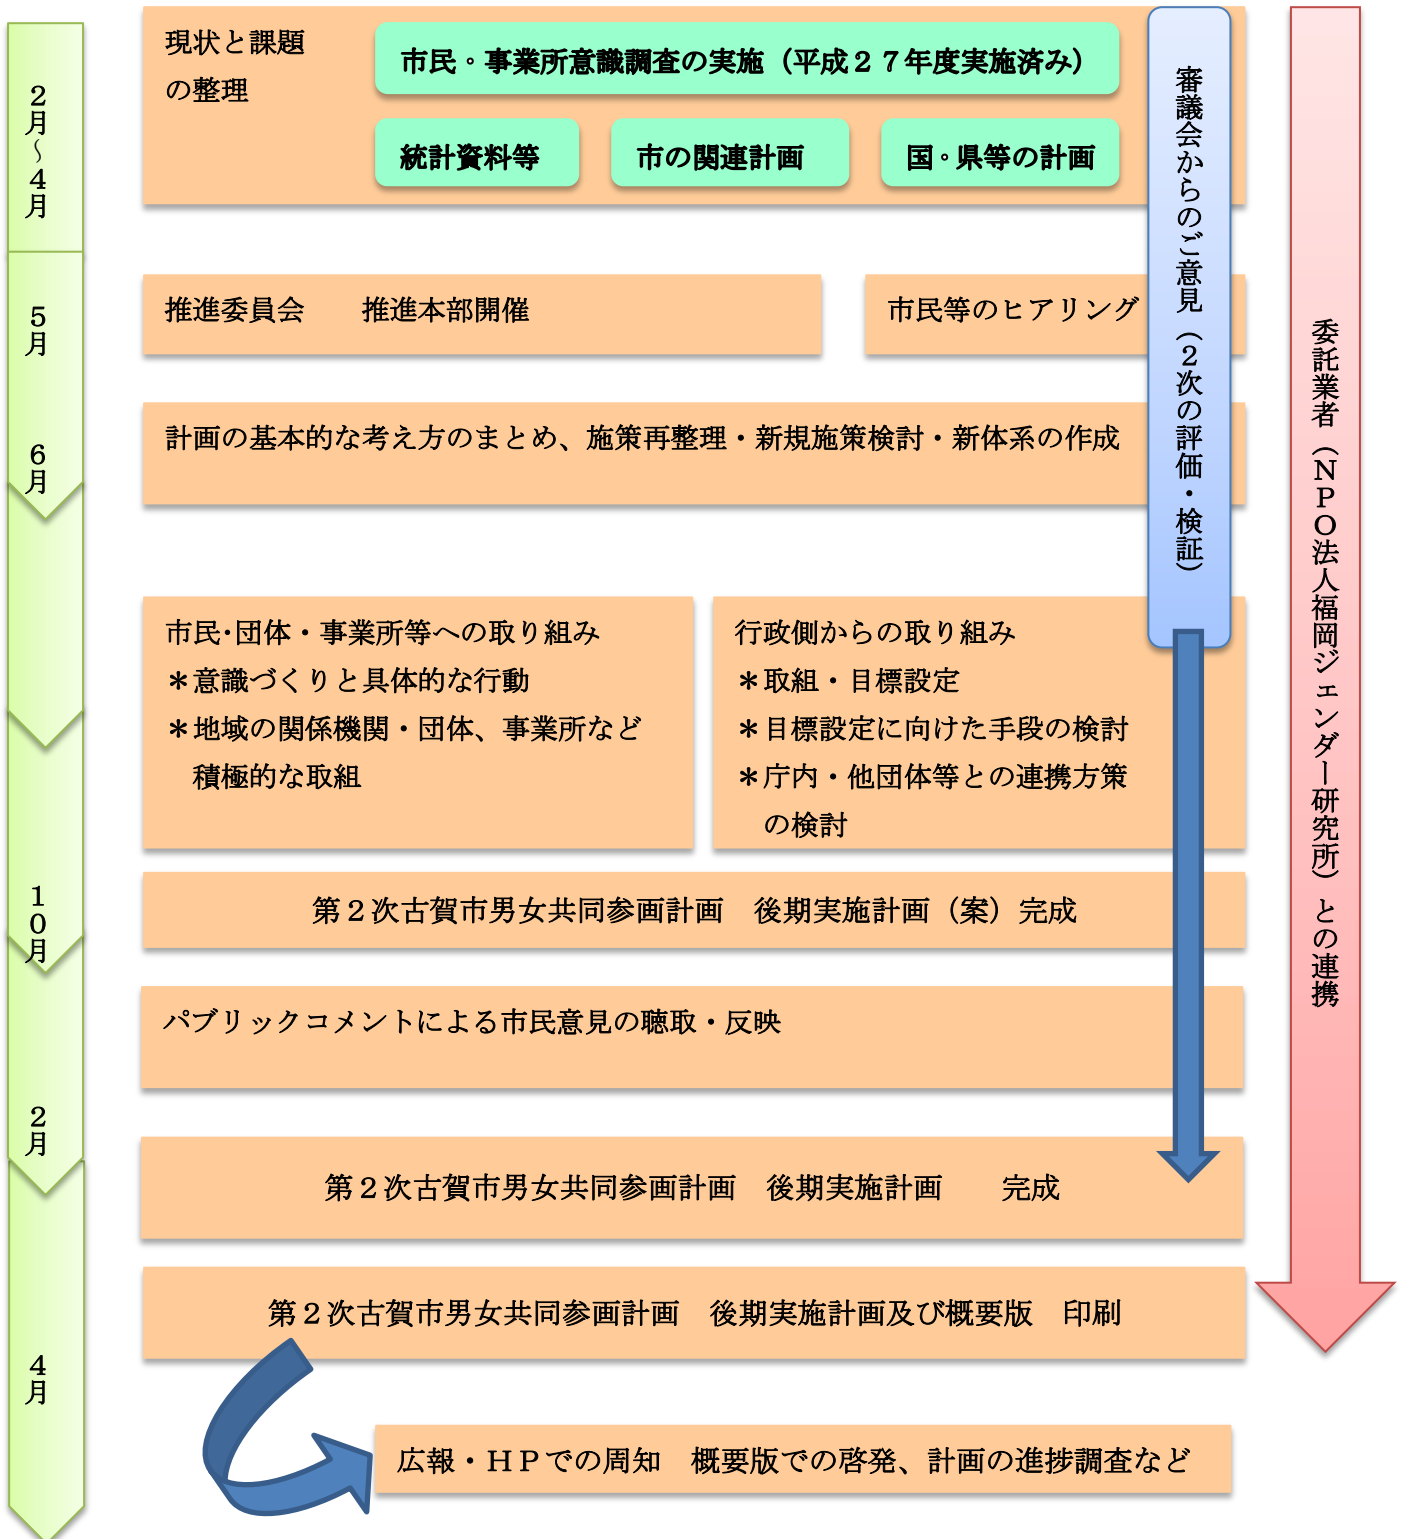 ２月～４月
５月
６月
１０月
２月
４月
現状と課題
の整理
市民・事業所意識調査の実施（平成２７年度実施済み）
統計資料等
市の関連計画
国・県等の計画
推進委員会　　推進本部開催
市民等のヒアリング
計画の基本的な考え方のまとめ、施策再整理・新規施策検討・新体系の作成
市民・団体・事業所等への取り組み
＊意識づくりと具体的な行動
＊地域の関係機関・団体、事業所など
積極的な取組
行政側からの取り組み
＊取組・目標設定
＊目標設定に向けた手段の検討
＊庁内・他団体等との連携方策
の検討
第２次古賀市男女共同参画計画　後期実施計画（案）完成
パブリックコメントによる市民意見の聴取・反映
第２次古賀市男女共同参画計画　後期実施計画　　完成
第２次古賀市男女共同参画計画　後期実施計画及び概要版　印刷
広報・ＨＰでの周知　概要版での啓発、計画の進捗調査など
審議会からのご意見（２次の評価・検証）
委託業者（ＮＰＯ法人福岡ジェンダー研究所）との連携